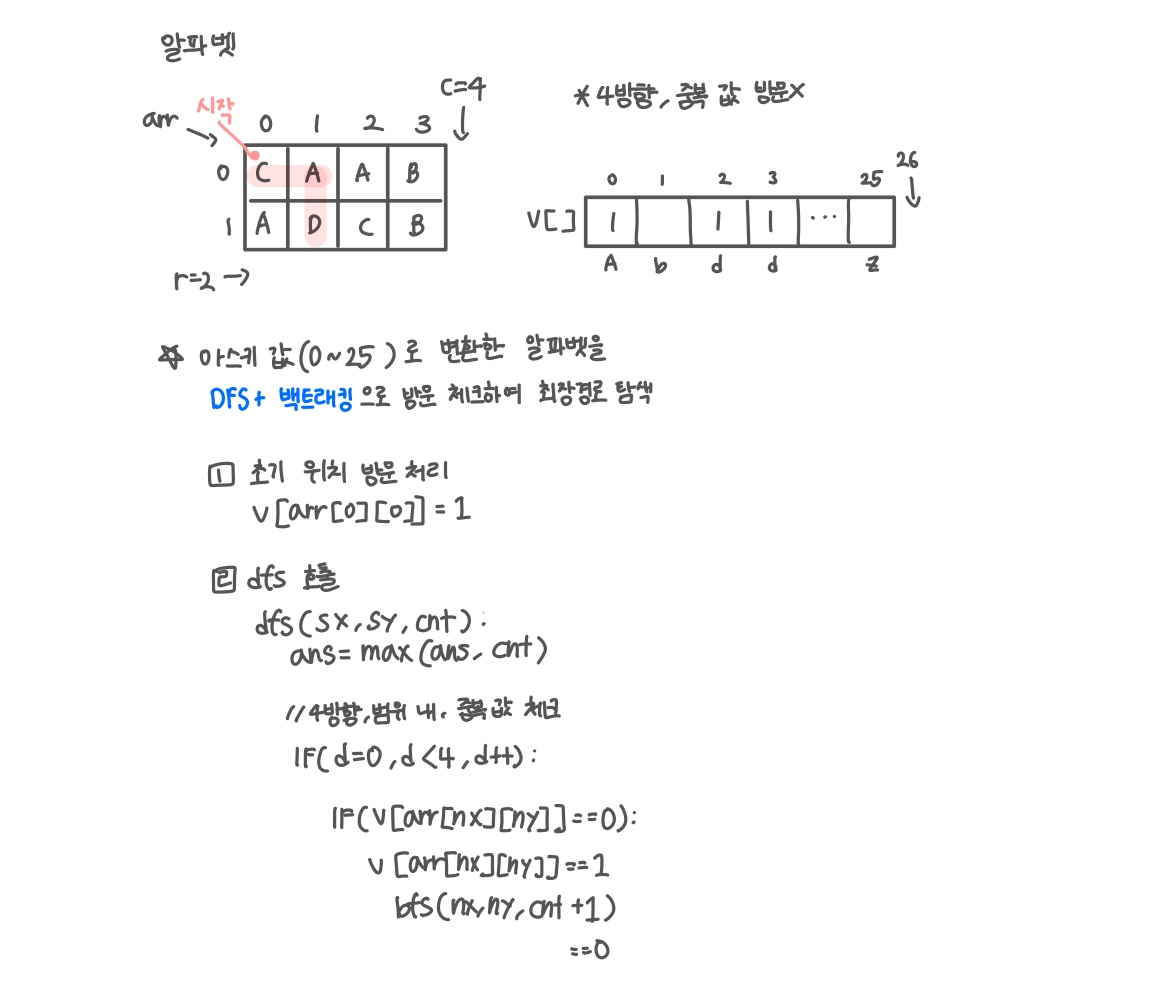 알파벳
C=4
* 4방향, 중복 값 방문X
시작
arr
0 1 2 3
0 C A A B
1 A D C B
r=2
26
0 1 2 3 25
V[] 1 1 1 ...
A b d d z
☆ 아스키 값(0~25)로 변환한 알파벳을
DFS+ 백트래킹으로 방문 체크하여 최장경로 탐색
1 초기 위치 방문 처리
v[arr[0][0]]=1
2 dfs 호출
dfs(sx,sy,cnt):
ans=max(ans, cnt)
//4방향,범위 내. 중복값 체크
IF(d=0,d<4,d++):
IF(v[arr[nx][ny]]==0):
v[arr[nx][ny]]==1
bfs(nx,ny,cnt+1)
==0